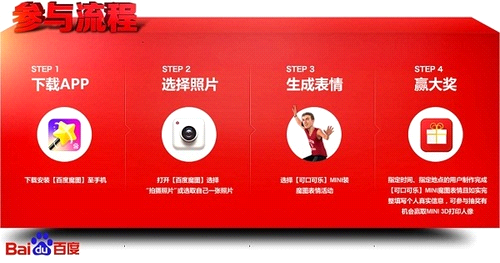 参与流程
STEP 1
下载APP
下载安装【百度魔图】至手机
STEP 2
选择照片
打开【百度魔图】选择
“拍摄照片”或选取自己一张照片
STEP 3
生成表情
选择【可口可乐】MINI装
魔图表情活动
STEP 4
赢大奖
指定时间、指定地点的用户制作完成
【可口可乐】MINI魔图表情且如实完
整填写个人真实信息,可参与抽奖有
机会赢取MINI 3D打印人像
Bai du 百度